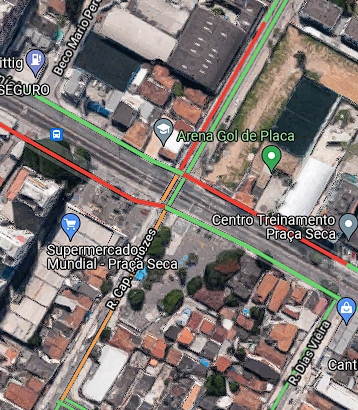 Beco Mario Per
ittig
SEGURO
Arena Gol de Placa
Centro Treinamento
Praça Seca
Supermercados
Mundial - Praça Seca
R. Cap.
R. Dias Vieira
Cant